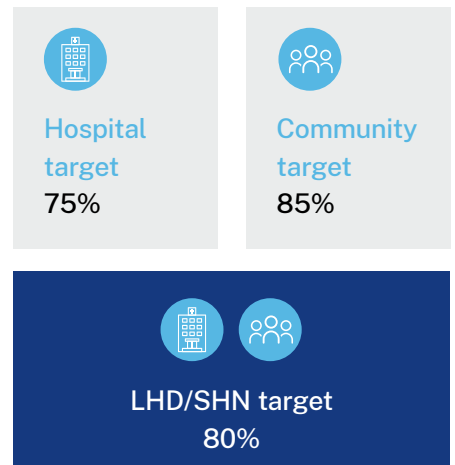 Hospital
target
75%
Community
target
85%
LHD/SHN target
80%